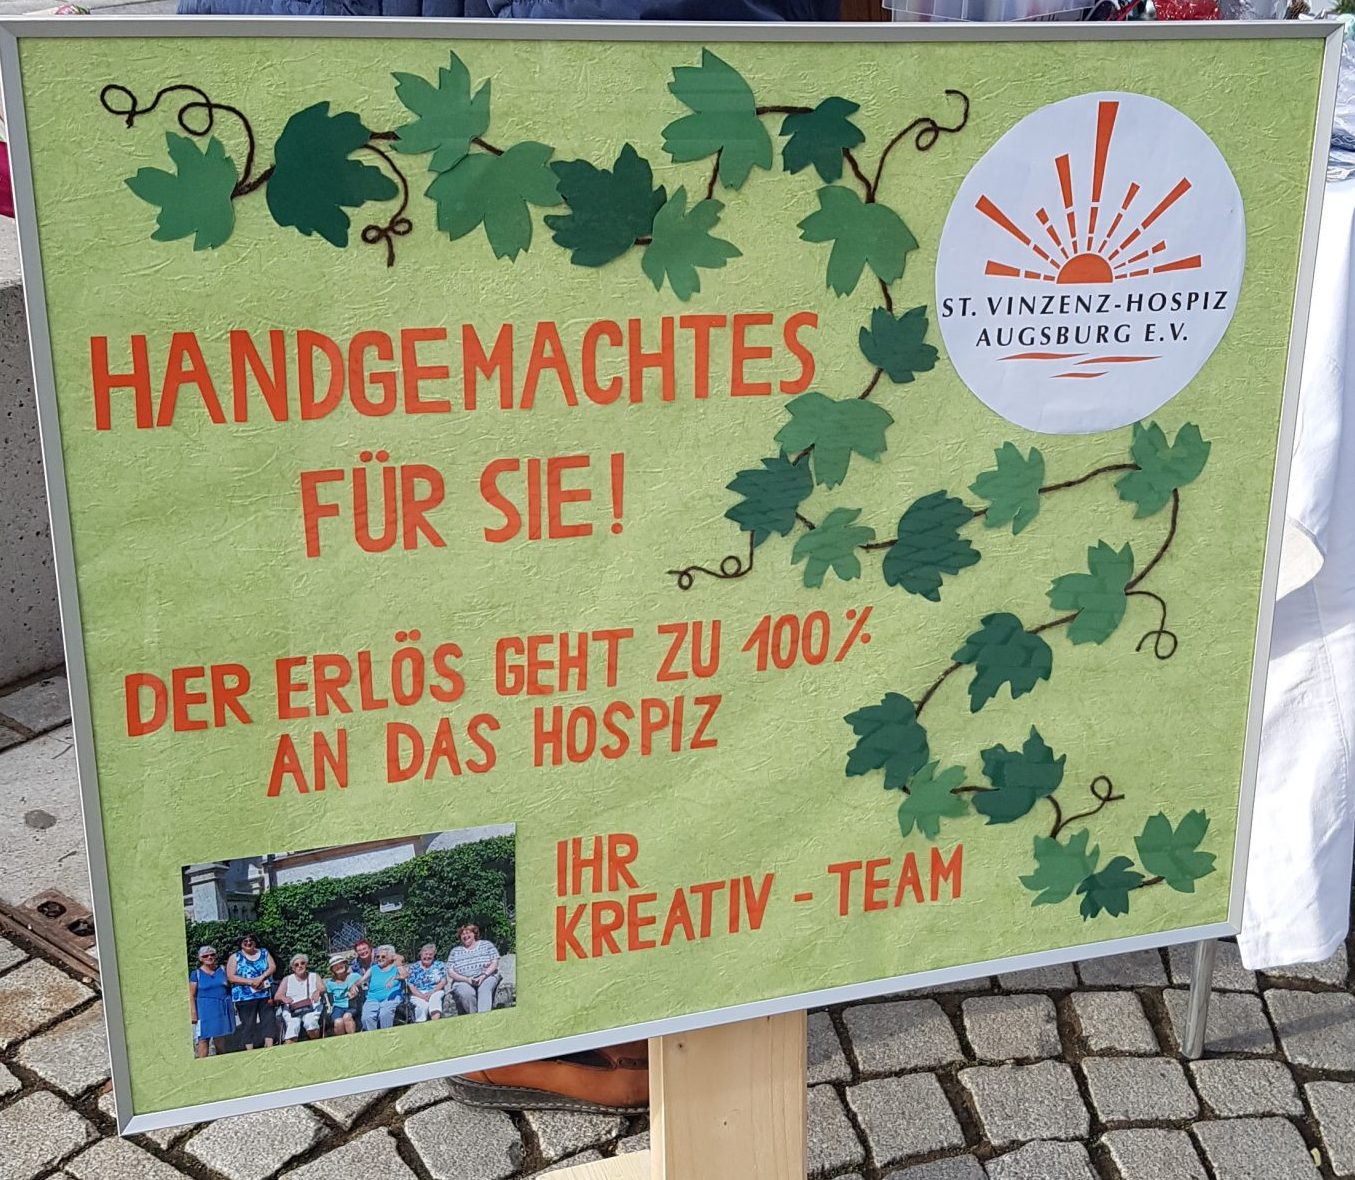 ST. VINZENZ-HOSPIZ
AUGSBURG E.V.
HANDGEMACHTES
FÜR SIE!
DER ERLÖS GEHT ZU 100%
AN DAS HOSPIZ
IHR
KREATIV - TEAM